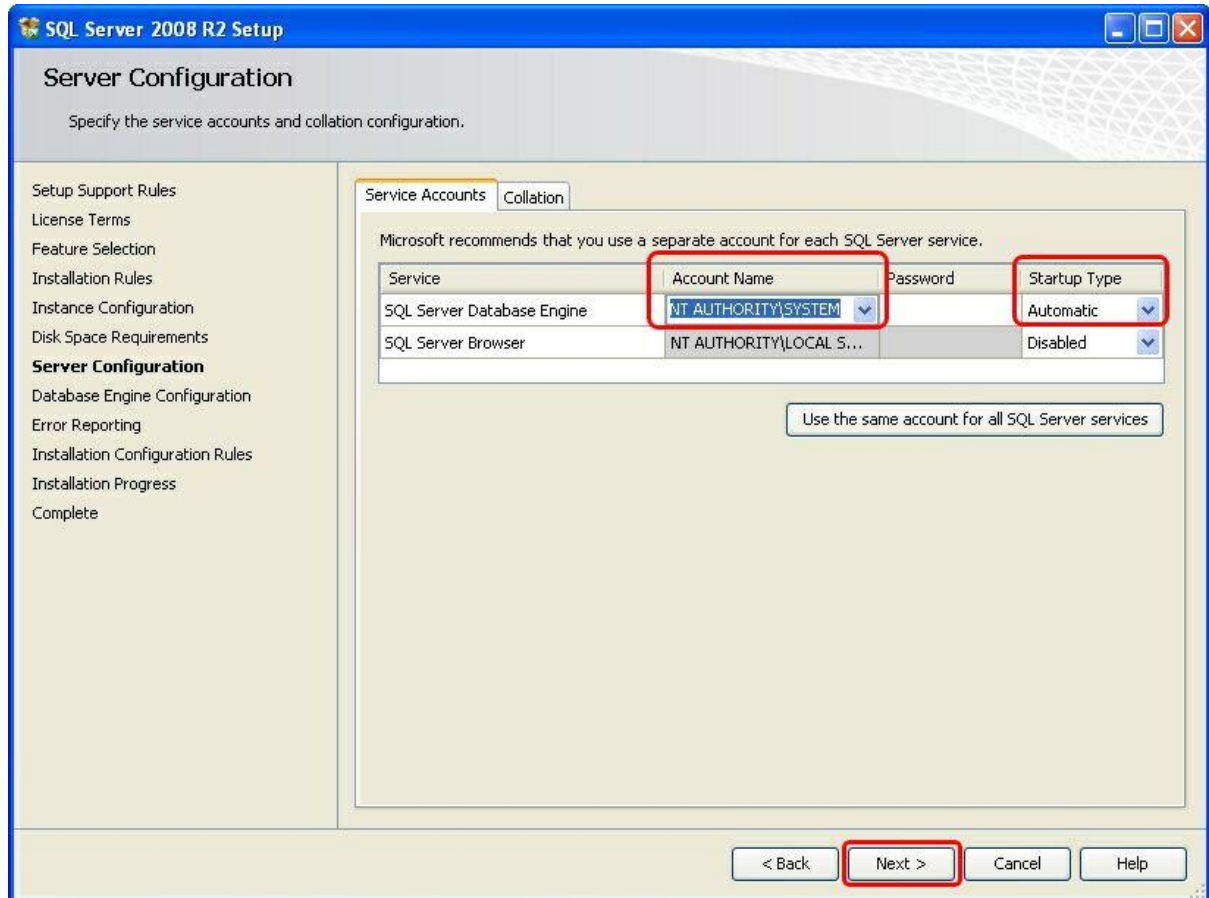 SQL Server 2008 R2 Setup
Server Configuration
Specify the service accounts and collation configuration.
Setup Support Rules
License Terms
Feature Selection
Installation Rules
Instance Configuration
Disk Space Requirements
Server Configuration
Database Engine Configuration
Error Reporting
Installation Configuration Rules
Installation Progress
Complete
Service Accounts Collation
Microsoft recommends that you use a separate account for each SQL Server service.
Service Account Name Password Startup Type
SQL Server Database Engine NT AUTHORITY\SYSTEM Automatic
SQL Server Browser NT AUTHORITY\LOCAL S... Disabled
Use the same account for all SQL Server services
< Back Next > Cancel Help